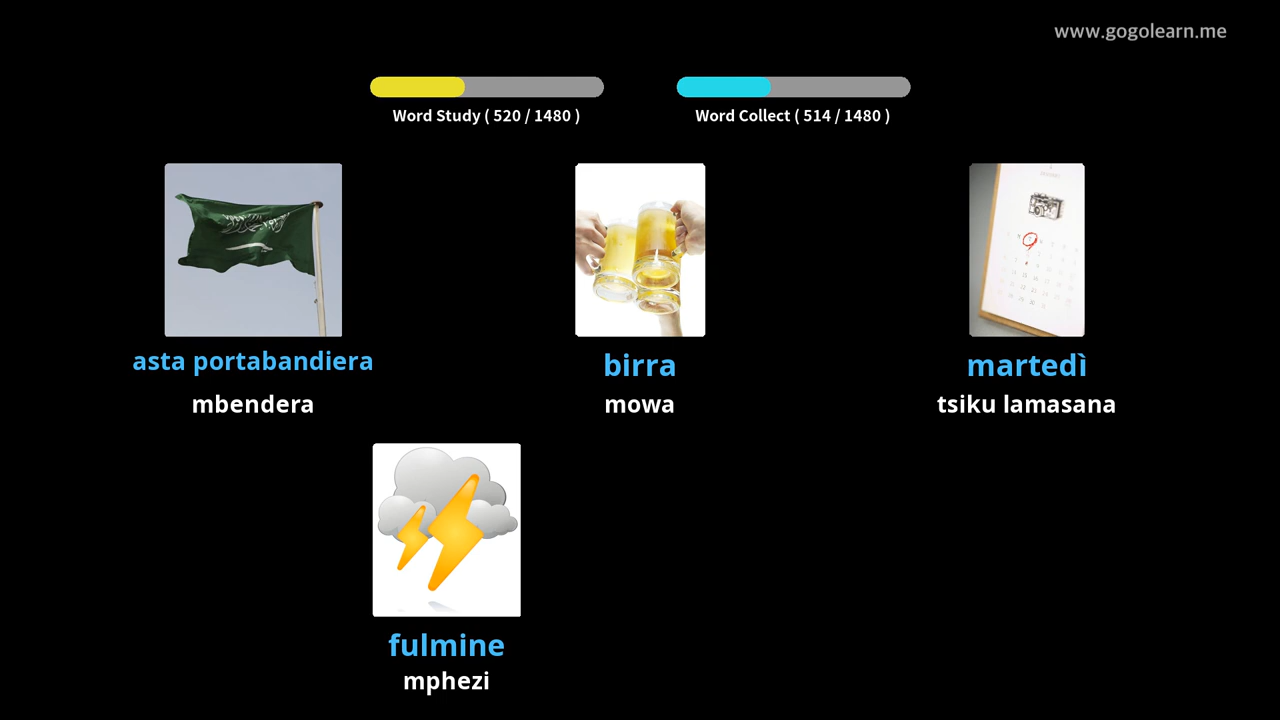 www.gogolearn.me
Word Study ( 520 / 1480 )
Word Collect ( 514 / 1480 )
asta portabandiera
mbendera
birra
mowa
martedì
tsiku lamasana
fulmine
mphezi